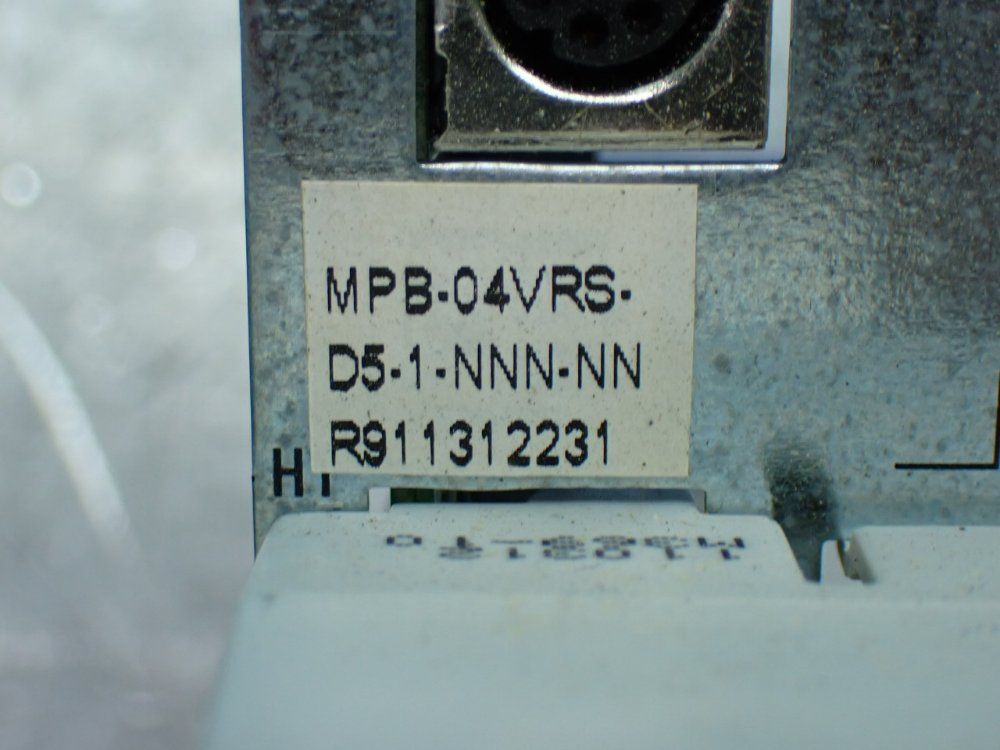 MPB-04VRS-
D5-1-NNN-NN
R911312231
H1